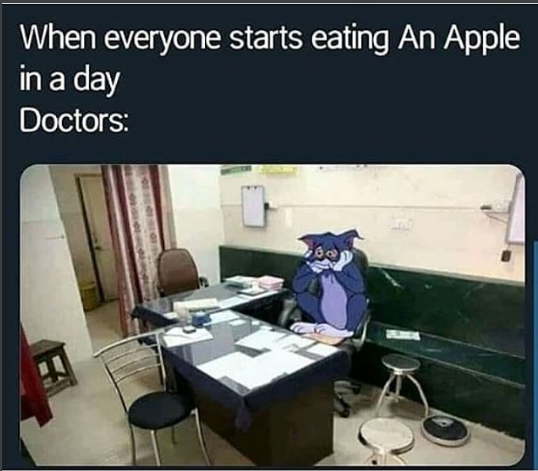 When everyone starts eating An Apple
in a day
Doctors: